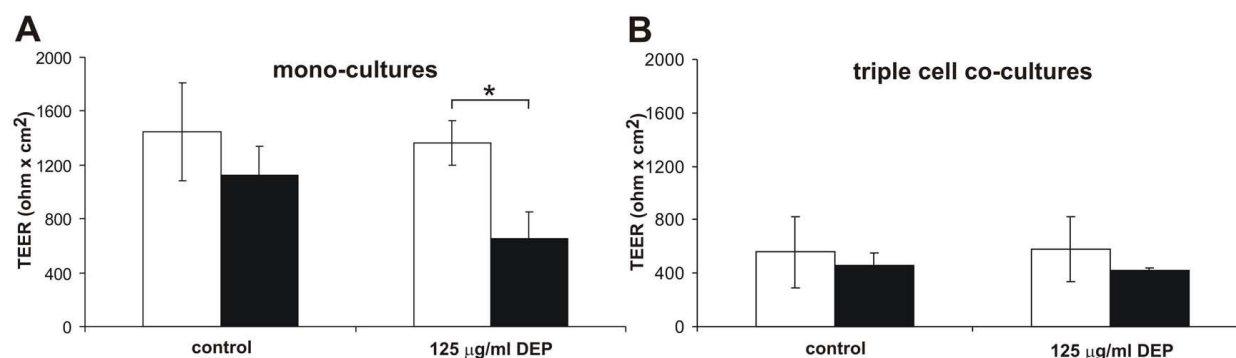 A
mono-cultures
TEER (ohm x cm²)
2000
1600
1200
800
400
0
*
control
125 µg/ml DEP
B
triple cell co-cultures
TEER (ohm x cm²)
2000
1600
1200
800
400
0
control
125 µg/ml DEP